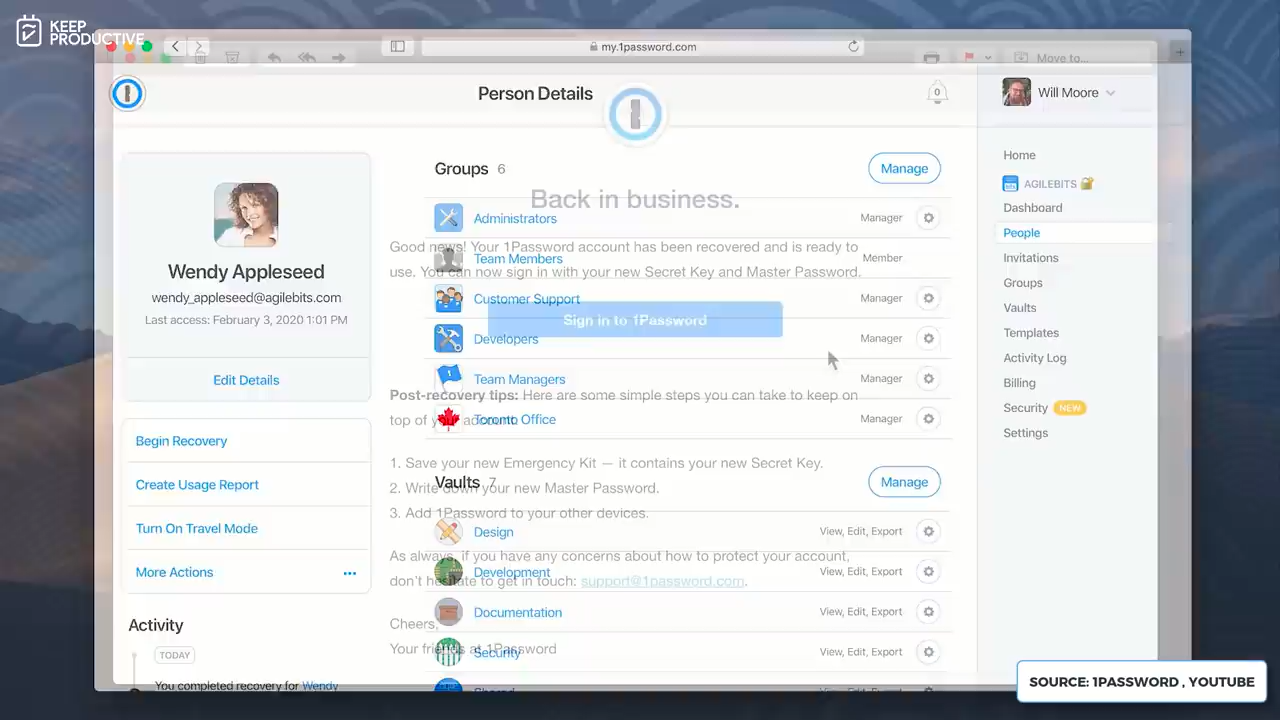 KEEP
PRODUCTIVE
my.1password.com
Move to...
Person Details
0
Will Moore
Wendy Appleseed
wendy_appleseed@agilebits.com
Last access: February 3, 2020 1:01 PM
Edit Details
Begin Recovery
Create Usage Report
Turn On Travel Mode
More Actions
Activity
TODAY
You completed recovery for Wendy
Groups 6
Manage
Administrators Manager
Team Members Member
Customer Support Manager
Developers Manager
Team Managers Manager
Toronto Office Manager
Vaults 7
Manage
Design View, Edit, Export
Development View, Edit, Export
Documentation View, Edit, Export
Security View, Edit, Export
Shared View, Edit, Export
Back in business.
Good news! Your 1Password account has been recovered and is ready to
use. You can now sign in with your new Secret Key and Master Password.
Sign in to 1Password
Post-recovery tips: Here are some simple steps you can take to keep on
top of your account:
1. Save your new Emergency Kit — it contains your new Secret Key.
2. Write down your new Master Password.
3. Add 1Password to your other devices.
As always, if you have any concerns about how to protect your account,
don't hesitate to get in touch: support@1password.com.
Cheers,
Your friends at 1Password
Home
AGILEBITS
Dashboard
People
Invitations
Groups
Vaults
Templates
Activity Log
Billing
Security NEW
Settings
SOURCE: 1PASSWORD , YOUTUBE